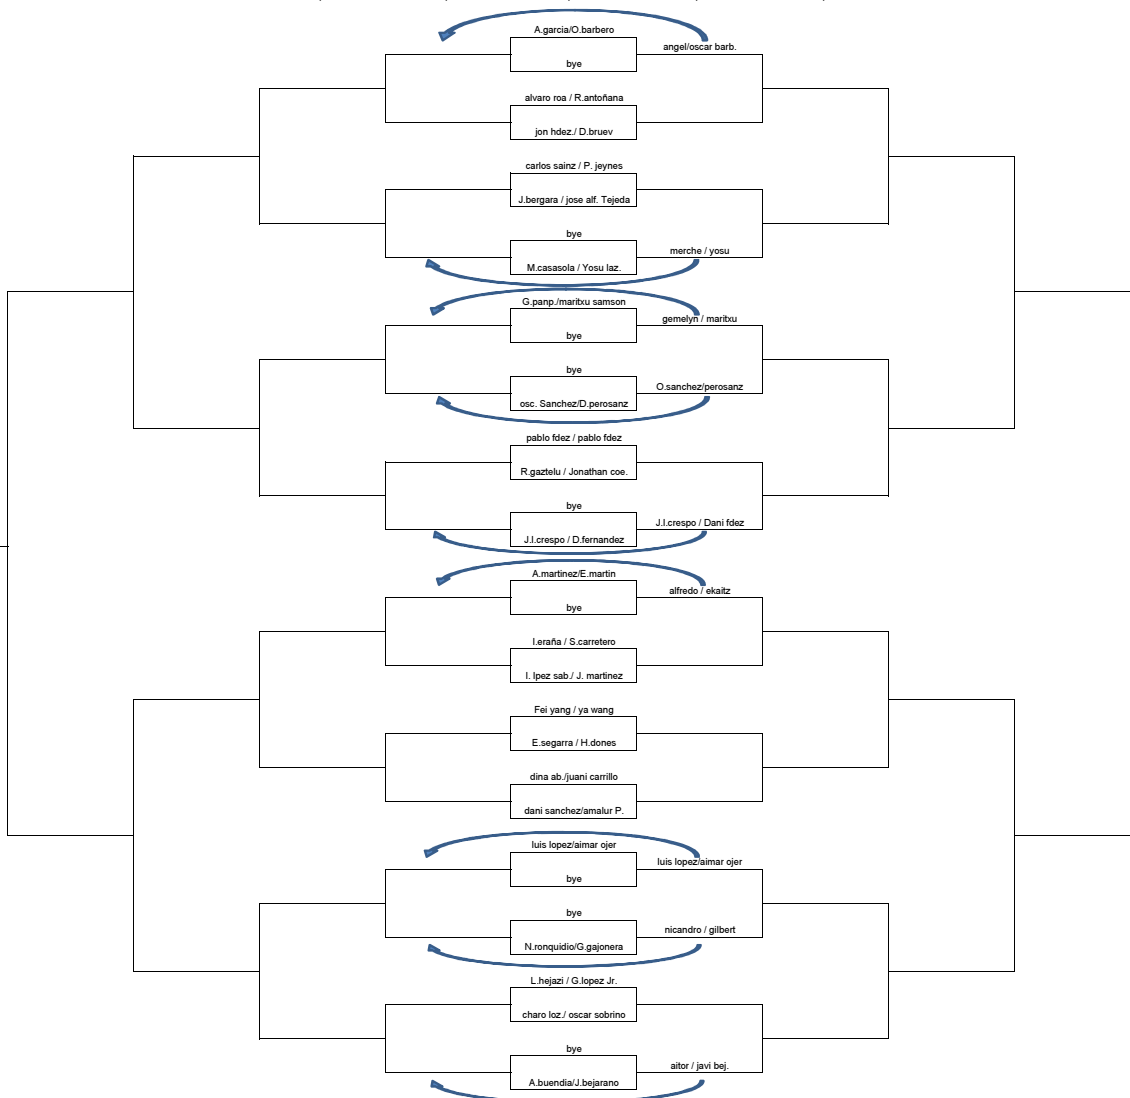 A.garcia/O.barbero
angel/oscar barb.
bye
alvaro roa / R.antoñana
jon hdez./ D.bruev
carlos sainz / P. jeynes
J.bergara / jose alf. Tejeda
bye
merche / yosu
M.casasola / Yosu laz.
G.panp./maritxu samson
gemelyn / maritxu
bye
bye
O.sanchez/perosanz
osc. Sanchez/D.perosanz
pablo fdez / pablo fdez
R.gaztelu / Jonathan coe.
bye
J.I.crespo / Dani fdez
J.I.crespo / D.fernandez
A.martinez/E.martin
alfredo / ekaitz
bye
I.eraña / S.carretero
I. lpez sab./ J. martinez
Fei yang / ya wang
E.segarra / H.dones
dina ab./juani carrillo
dani sanchez/amalur P.
luis lopez/aimar ojer
luis lopez/aimar ojer
bye
bye
nicandro / gilbert
N.ronquidio/G.gajonera
L.hejazi / G.lopez Jr.
charo loz./ oscar sobrino
bye
aitor / javi bej.
A.buendia/J.bejarano